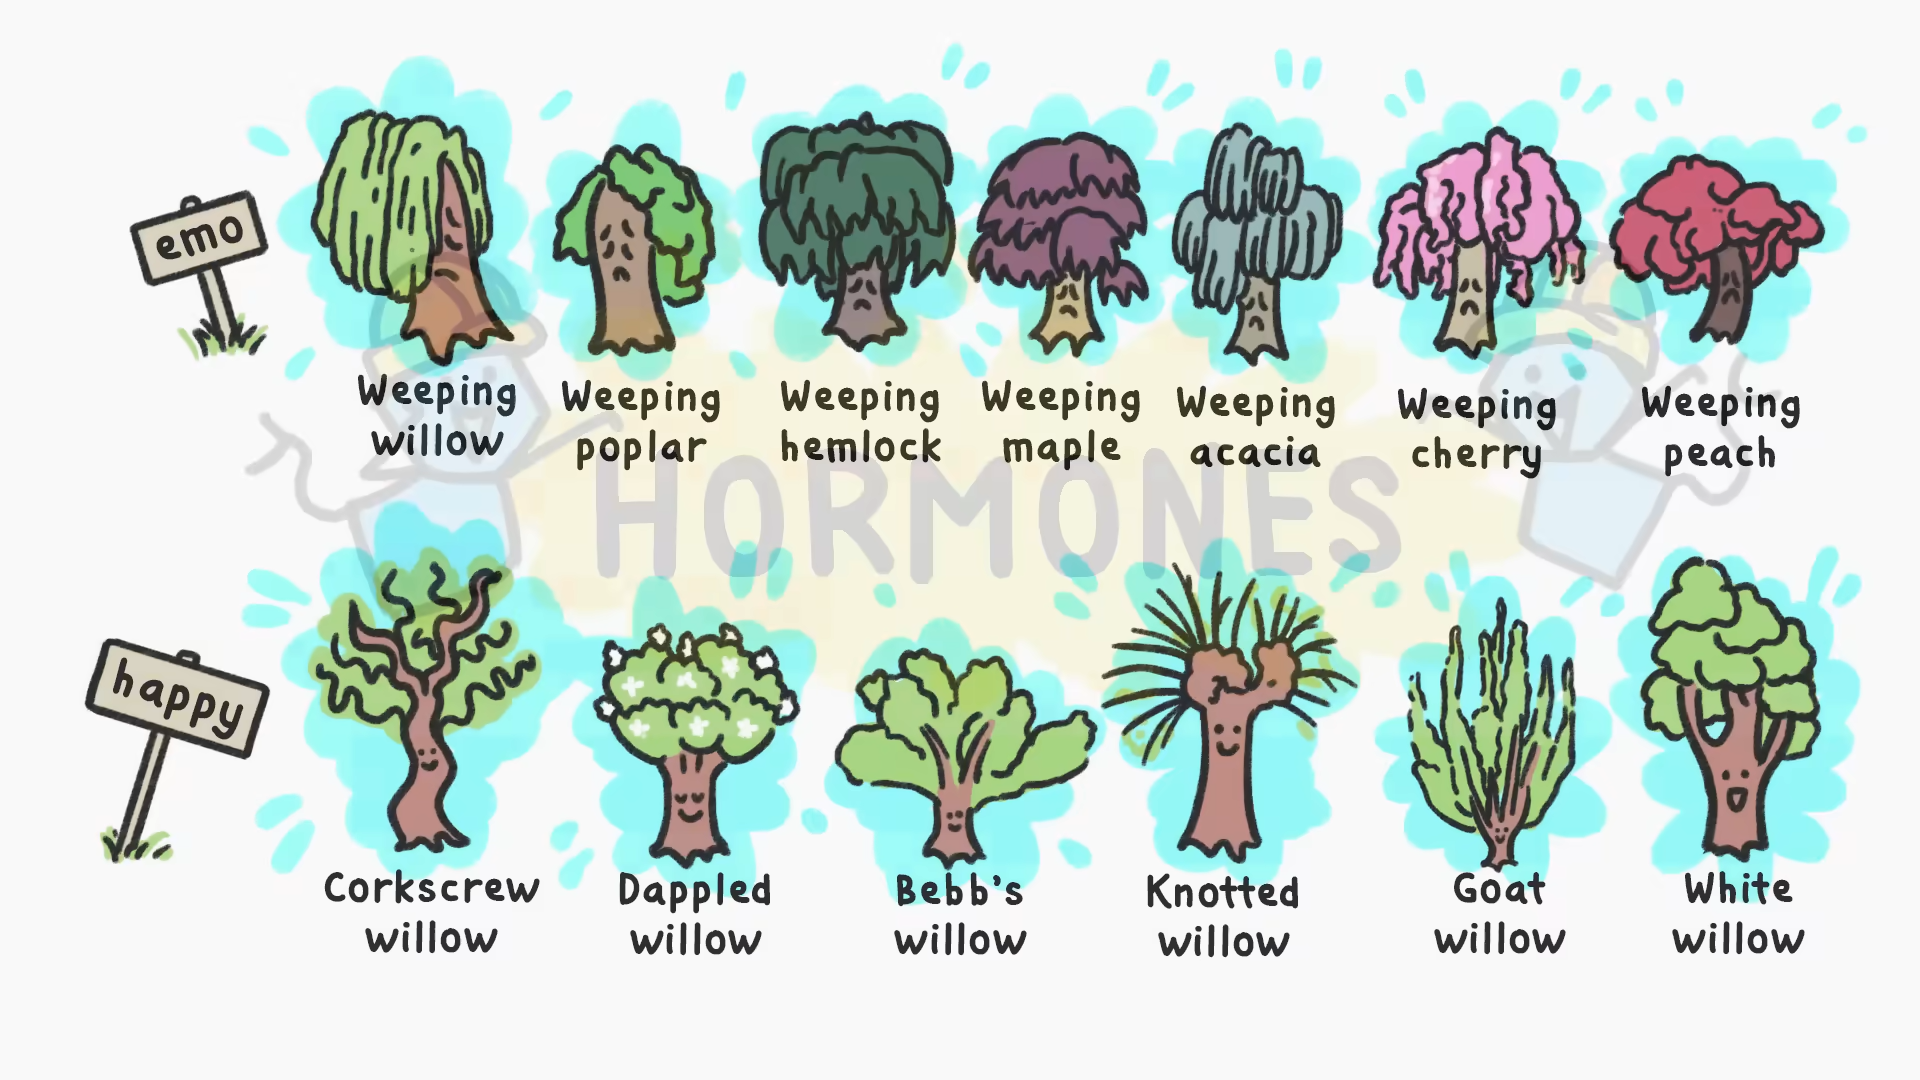 emo
Weeping
willow
Weeping
poplar
Weeping
hemlock
Weeping
maple
Weeping
acacia
Weeping
cherry
Weeping
peach
HORMONES
happy
Corkscrew
willow
Dappled
willow
Bebb's
willow
Knotted
willow
Goat
willow
White
willow